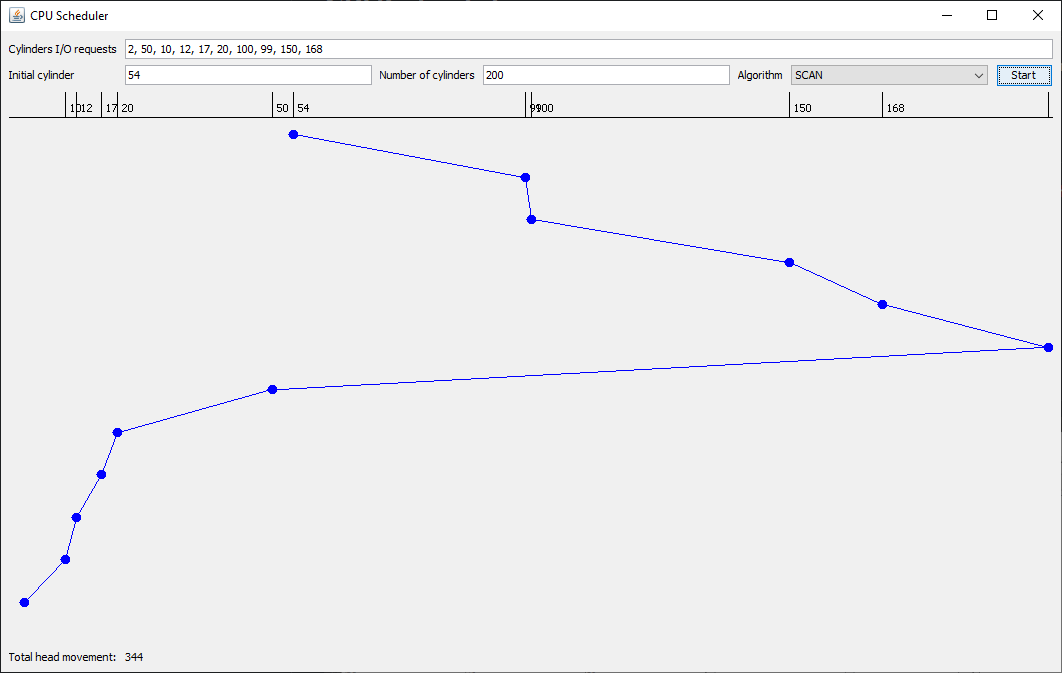 CPU Scheduler
Cylinders I/O requests 2, 50, 10, 12, 17, 20, 100, 99, 150, 168
Initial cylinder 54 Number of cylinders 200 Algorithm SCAN Start
10 12 17 20 50 54 99 100 150 168
Total head movement: 344